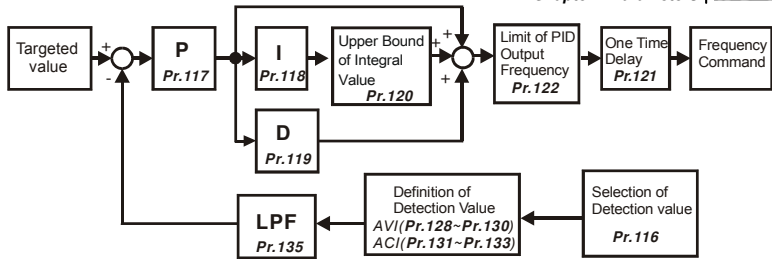 Targeted
value
+
-
P
Pr.117
I
Pr.118
Upper Bound
of Integral
Value
Pr.120
D
Pr.119
+
+
+
Limit of PID
Output
Frequency
Pr.122
One Time
Delay
Pr.121
Frequency
Command
LPF
Pr.135
Definition of
Detection Value
AVI(Pr.128~Pr.130)
ACI(Pr.131~Pr.133)
Selection of
Detection value
Pr.116